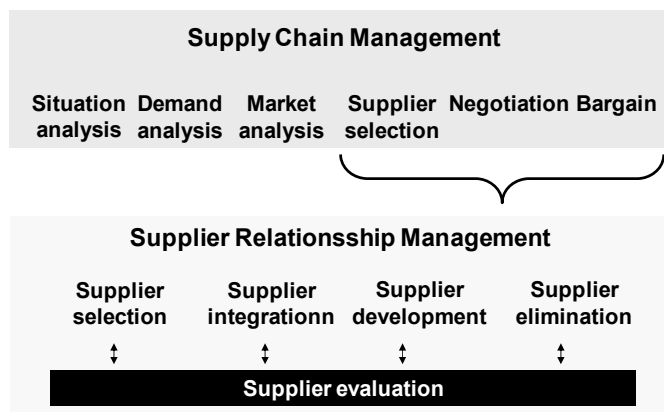 Supply Chain Management
Situation analysis
Demand analysis
Market analysis
Supplier selection
Negotiation
Bargain
Supplier Relationsship Management
Supplier selection
Supplier integrationn
Supplier development
Supplier elimination
Supplier evaluation